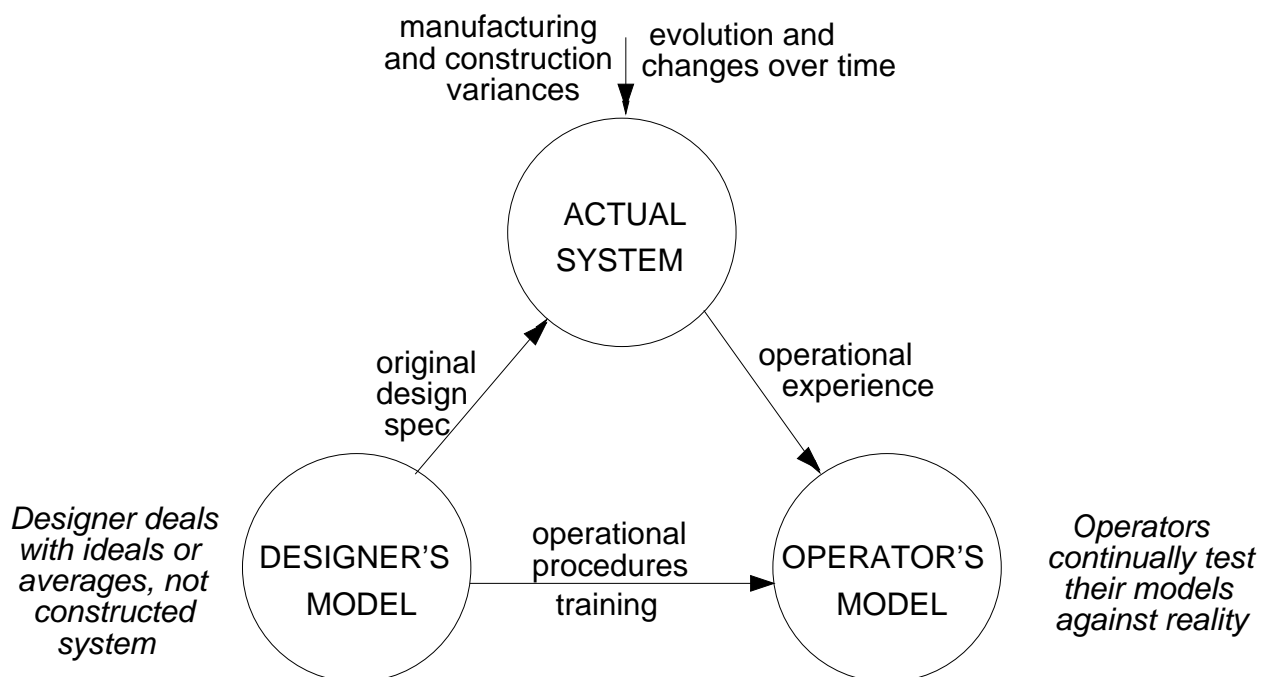 manufacturing
and construction
variances
evolution and
changes over time
ACTUAL
SYSTEM
original
design
spec
operational
experience
Designer deals
with ideals or
averages, not
constructed
system
DESIGNER'S
MODEL
operational
procedures
training
OPERATOR'S
MODEL
Operators
continually test
their models
against reality